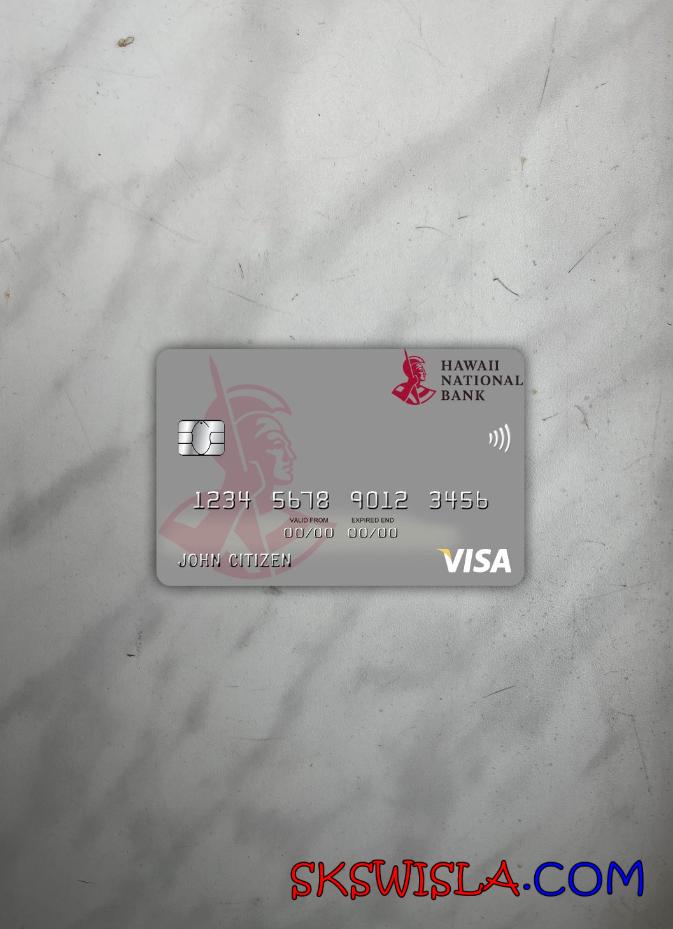 HAWAII
NATIONAL
BANK
1234 5678 9012 3456
VALID FROM EXPIRED END
00/00 00/00
JOHN CITIZEN
VISA
SKSWISLA.COM